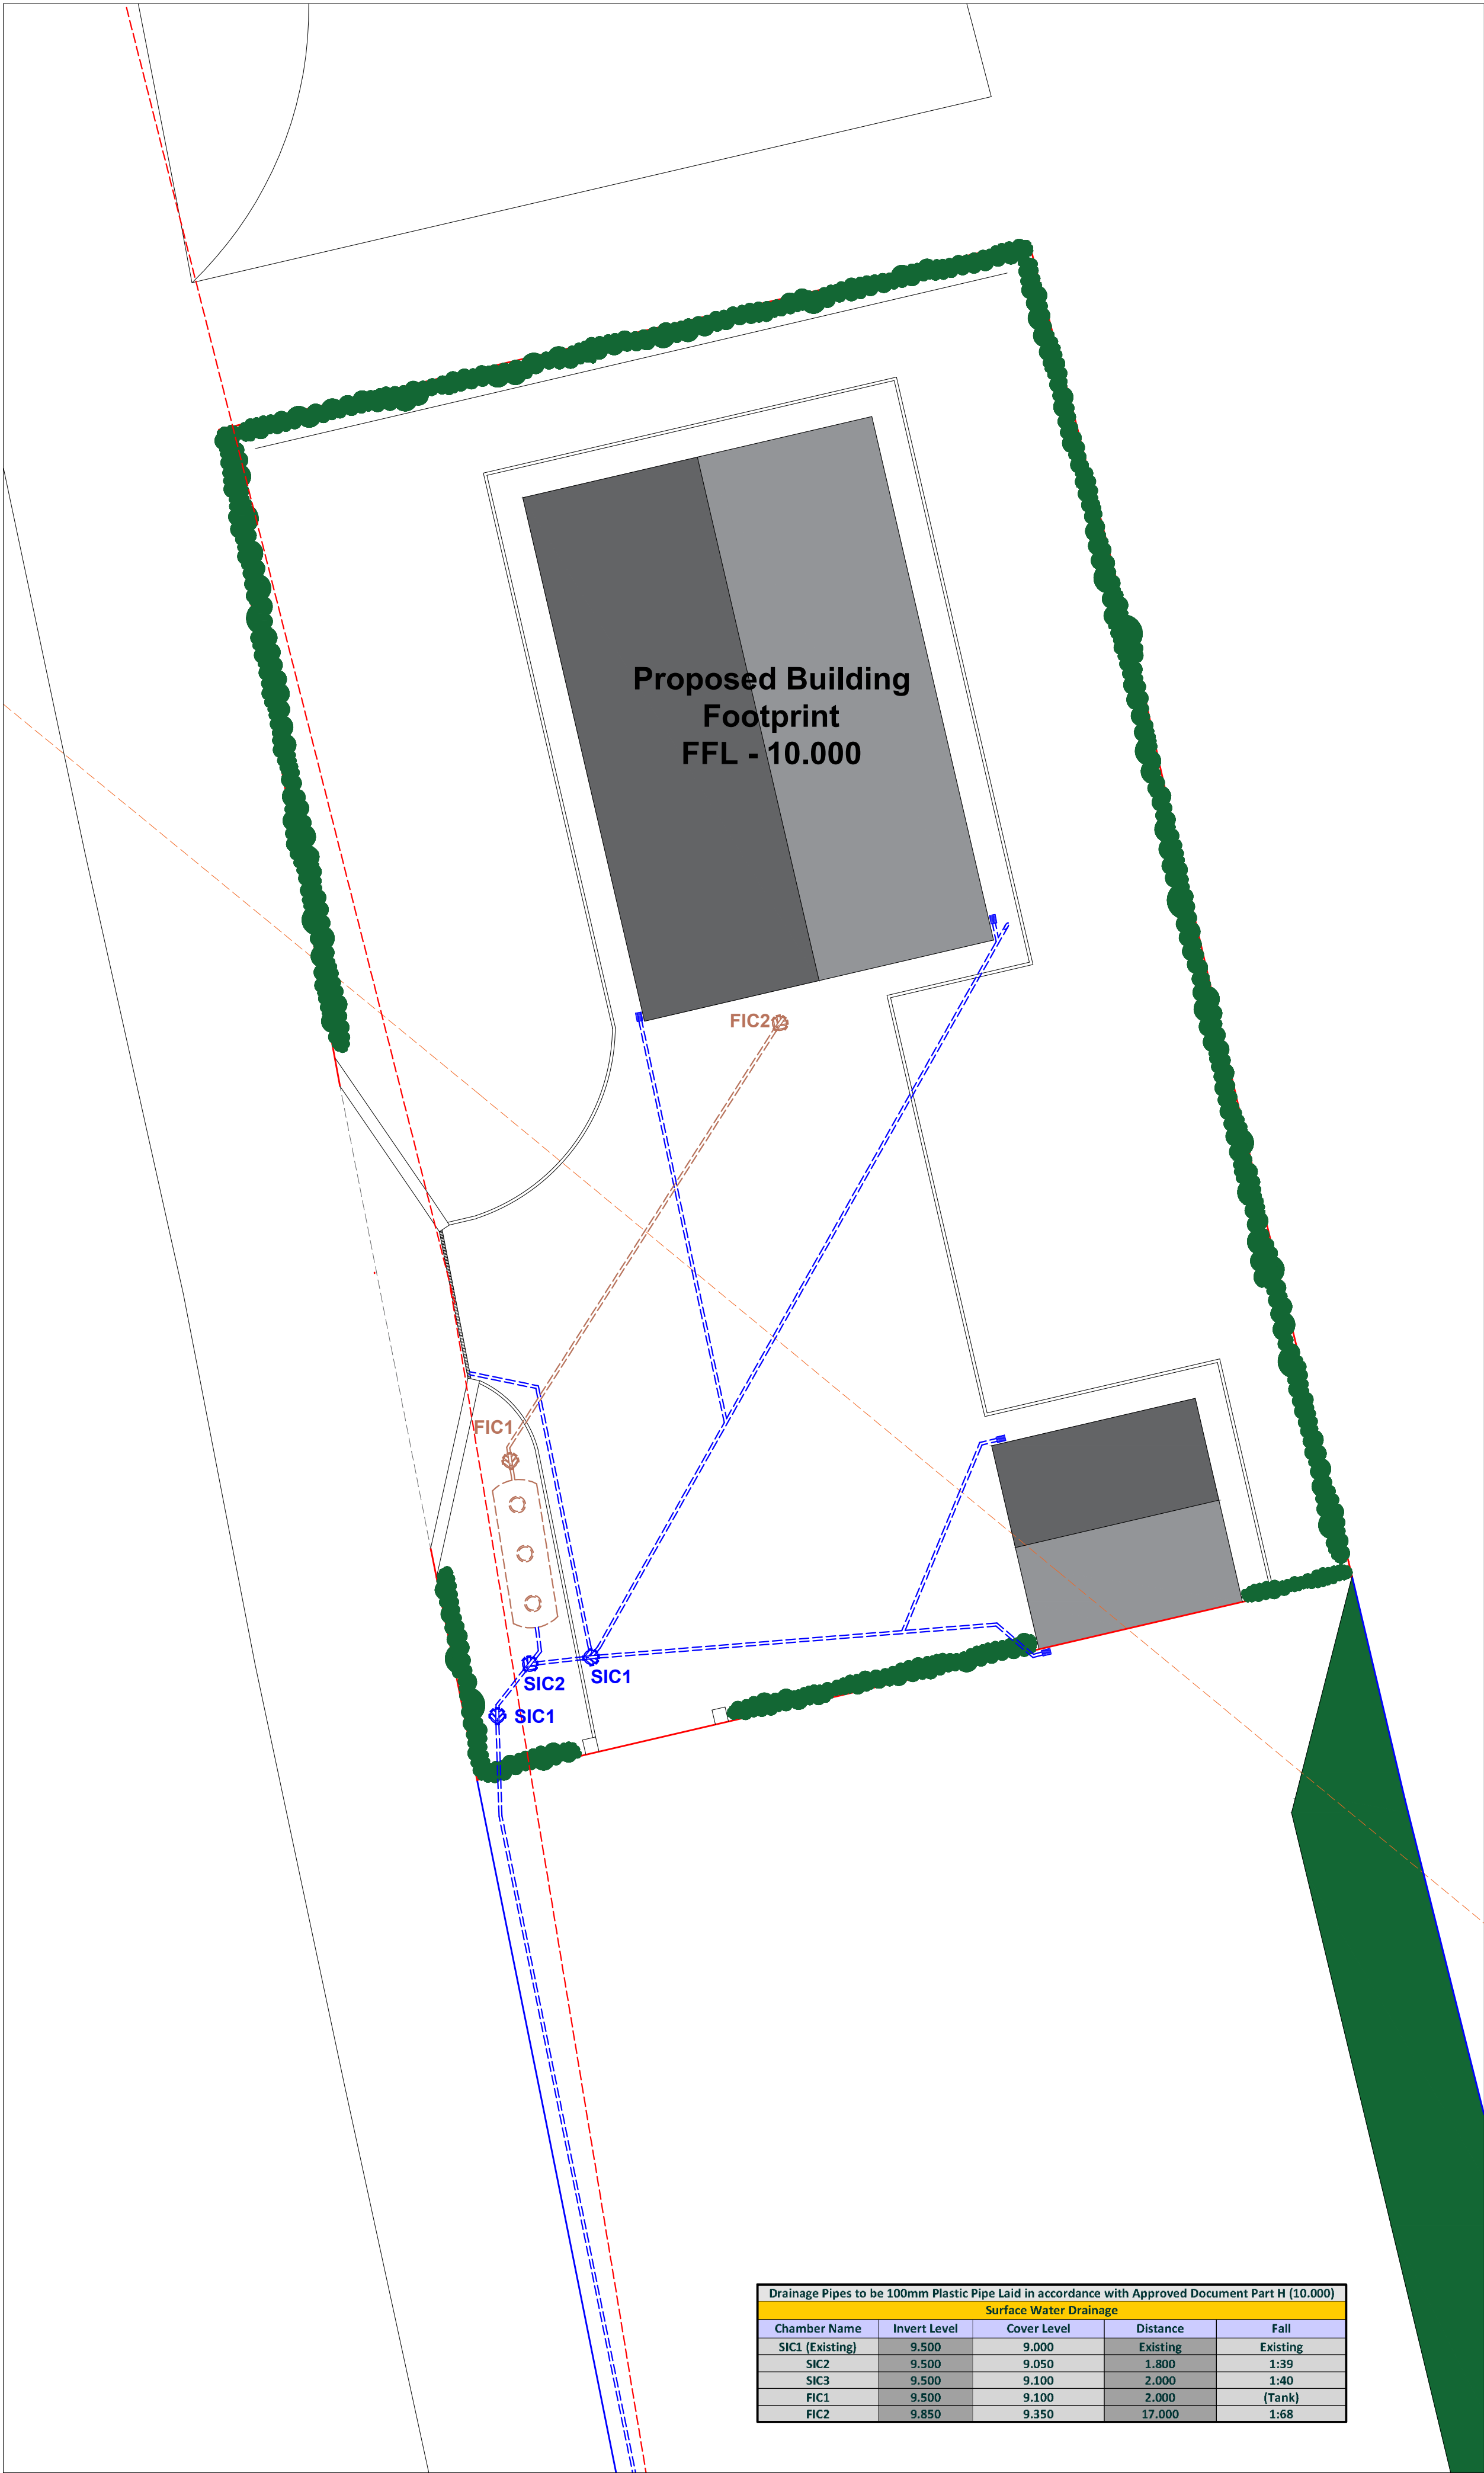 Proposed Building
Footprint
FFL - 10.000
FIC2
FIC1
SIC2
SIC1
SIC1
Drainage Pipes to be 100mm Plastic Pipe Laid in accordance with Approved Document Part H (10.000)
Surface Water Drainage
Chamber Name Invert Level Cover Level Distance Fall
SIC1 (Existing) 9.500 9.000 Existing Existing
SIC2 9.500 9.050 1.800 1:39
SIC3 9.500 9.100 2.000 1:40
FIC1 9.500 9.100 2.000 (Tank)
FIC2 9.850 9.350 17.000 1:68